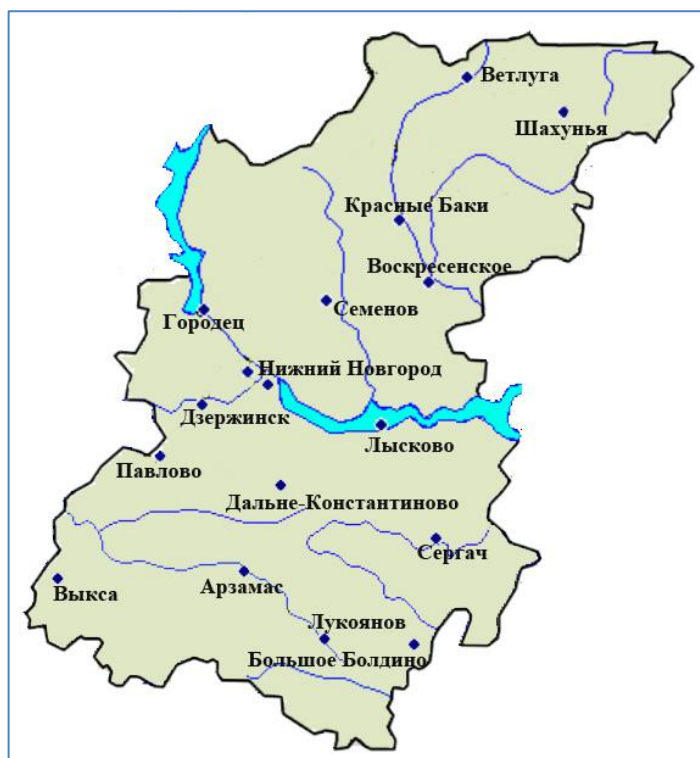 Ветлуга
Шахунья
Красные Баки
Воскресенское
Семенов
Городец
Нижний Новгород
Дзержинск
Лысково
Павлово
Дальне-Константиново
Сергач
Выкса
Арзамас
Лукоянов
Большое Болдино